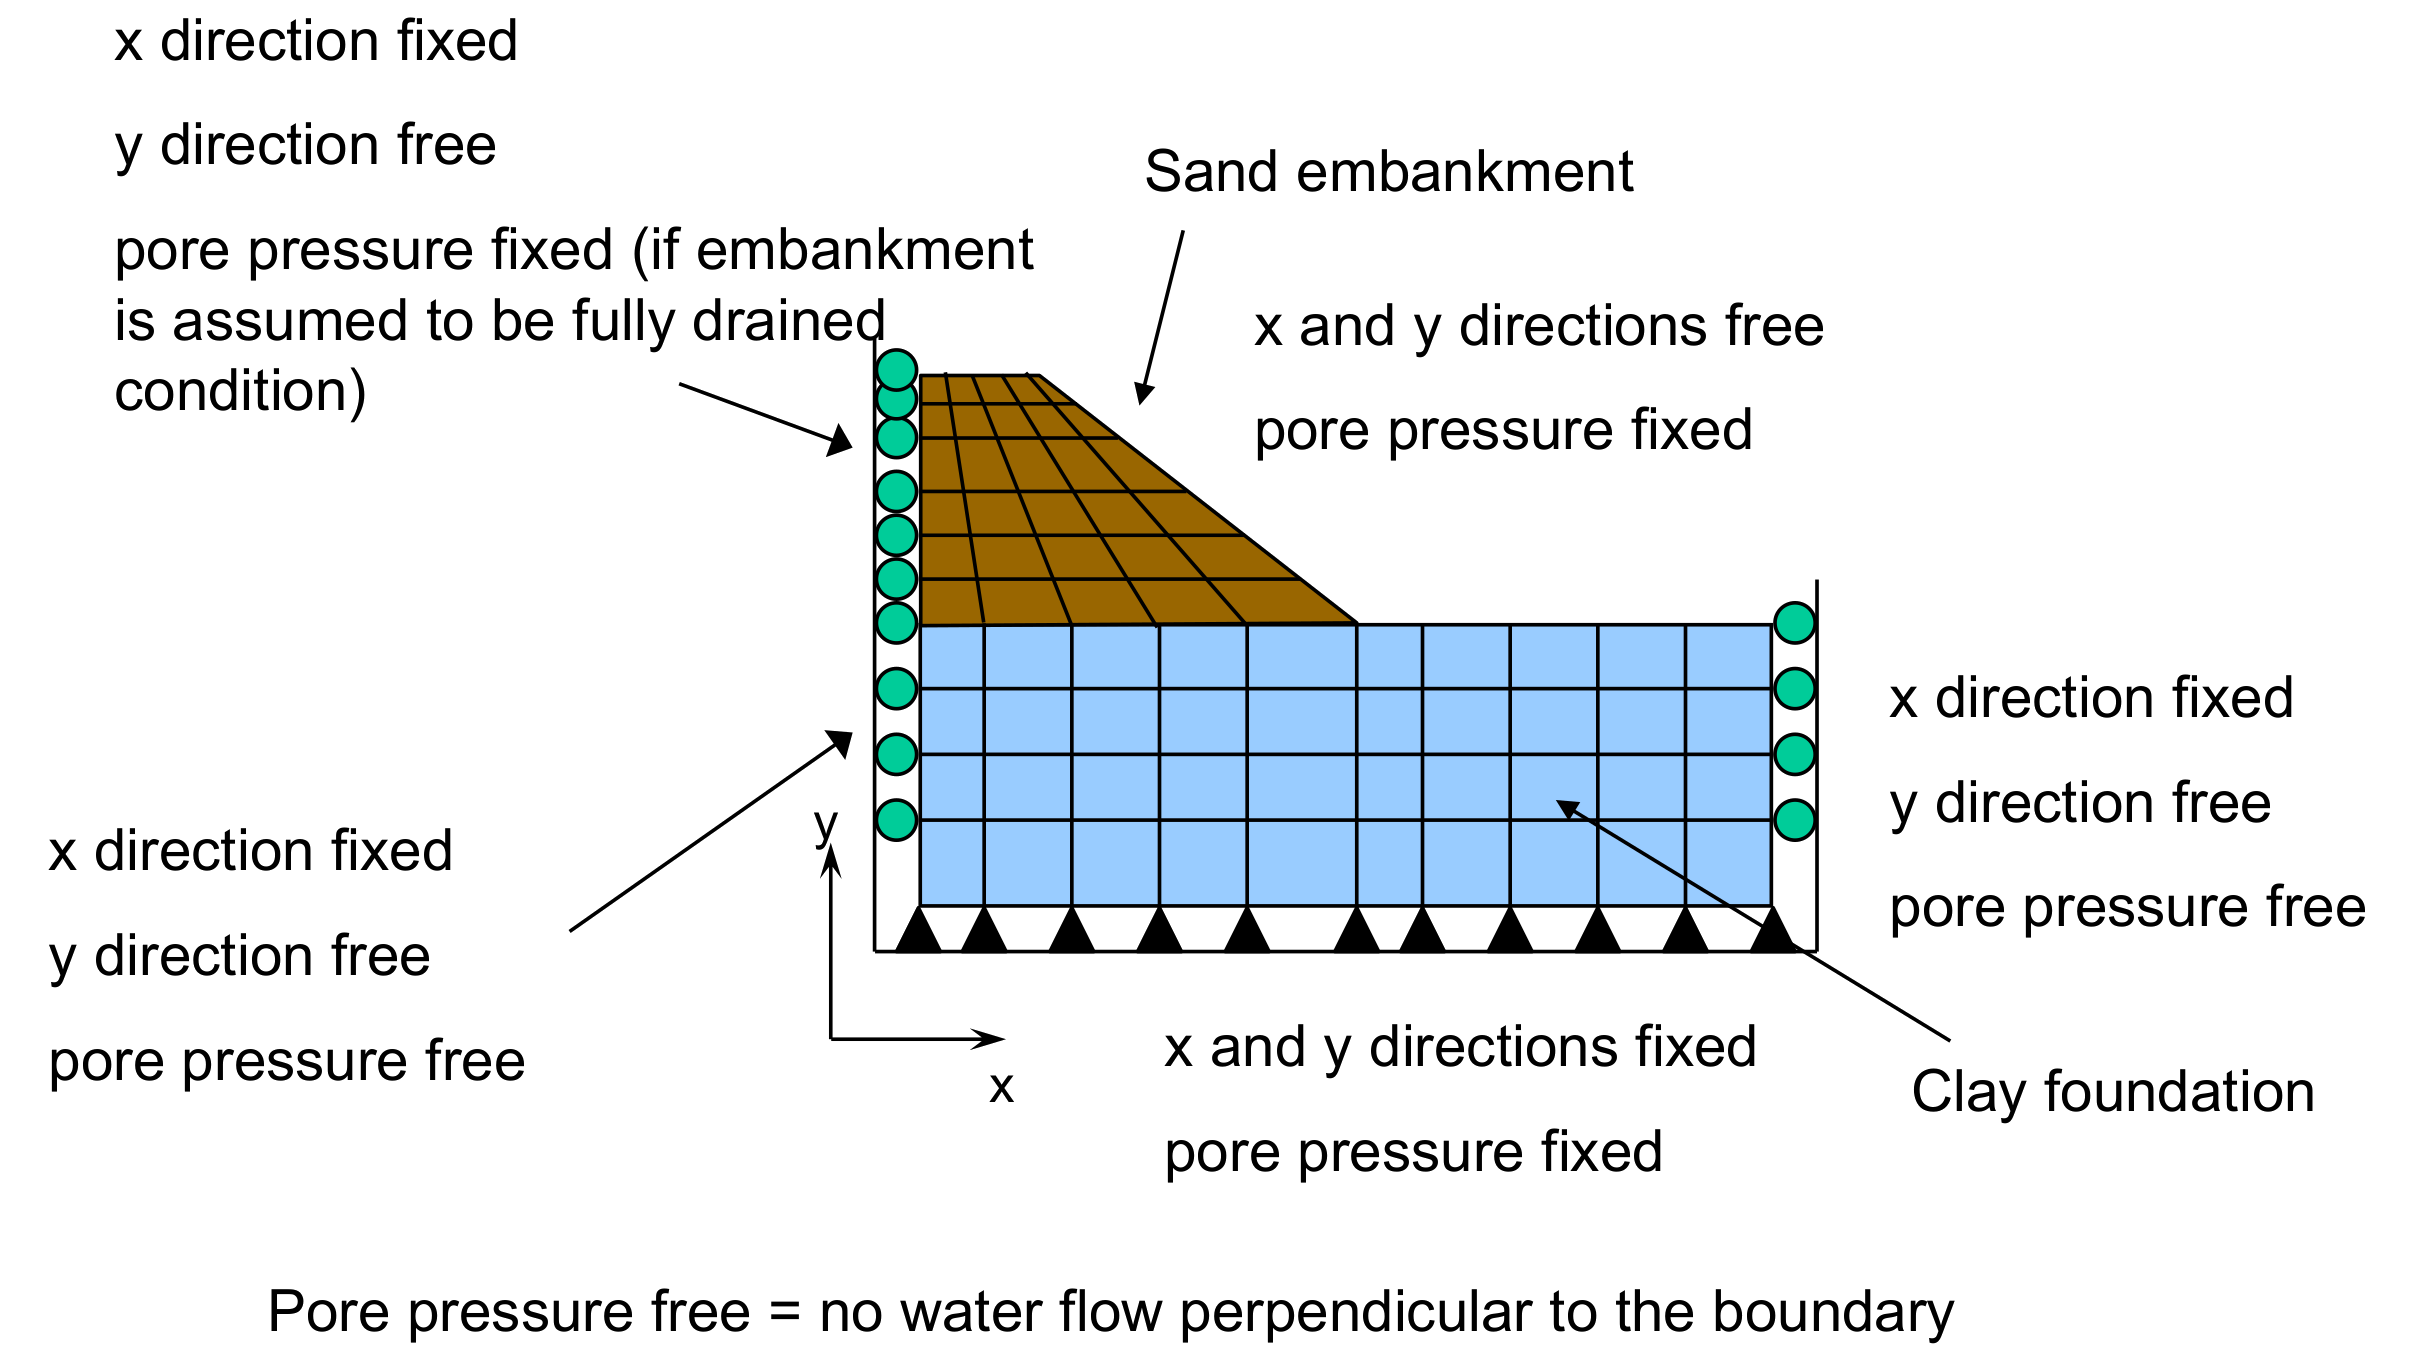 x direction fixed
y direction free
pore pressure fixed (if embankment
is assumed to be fully drained
condition)
Sand embankment
x and y directions free
pore pressure fixed
x direction fixed
y direction free
pore pressure free
y
x direction fixed
y direction free
pore pressure free
x
x and y directions fixed
pore pressure fixed
Clay foundation
Pore pressure free = no water flow perpendicular to the boundary